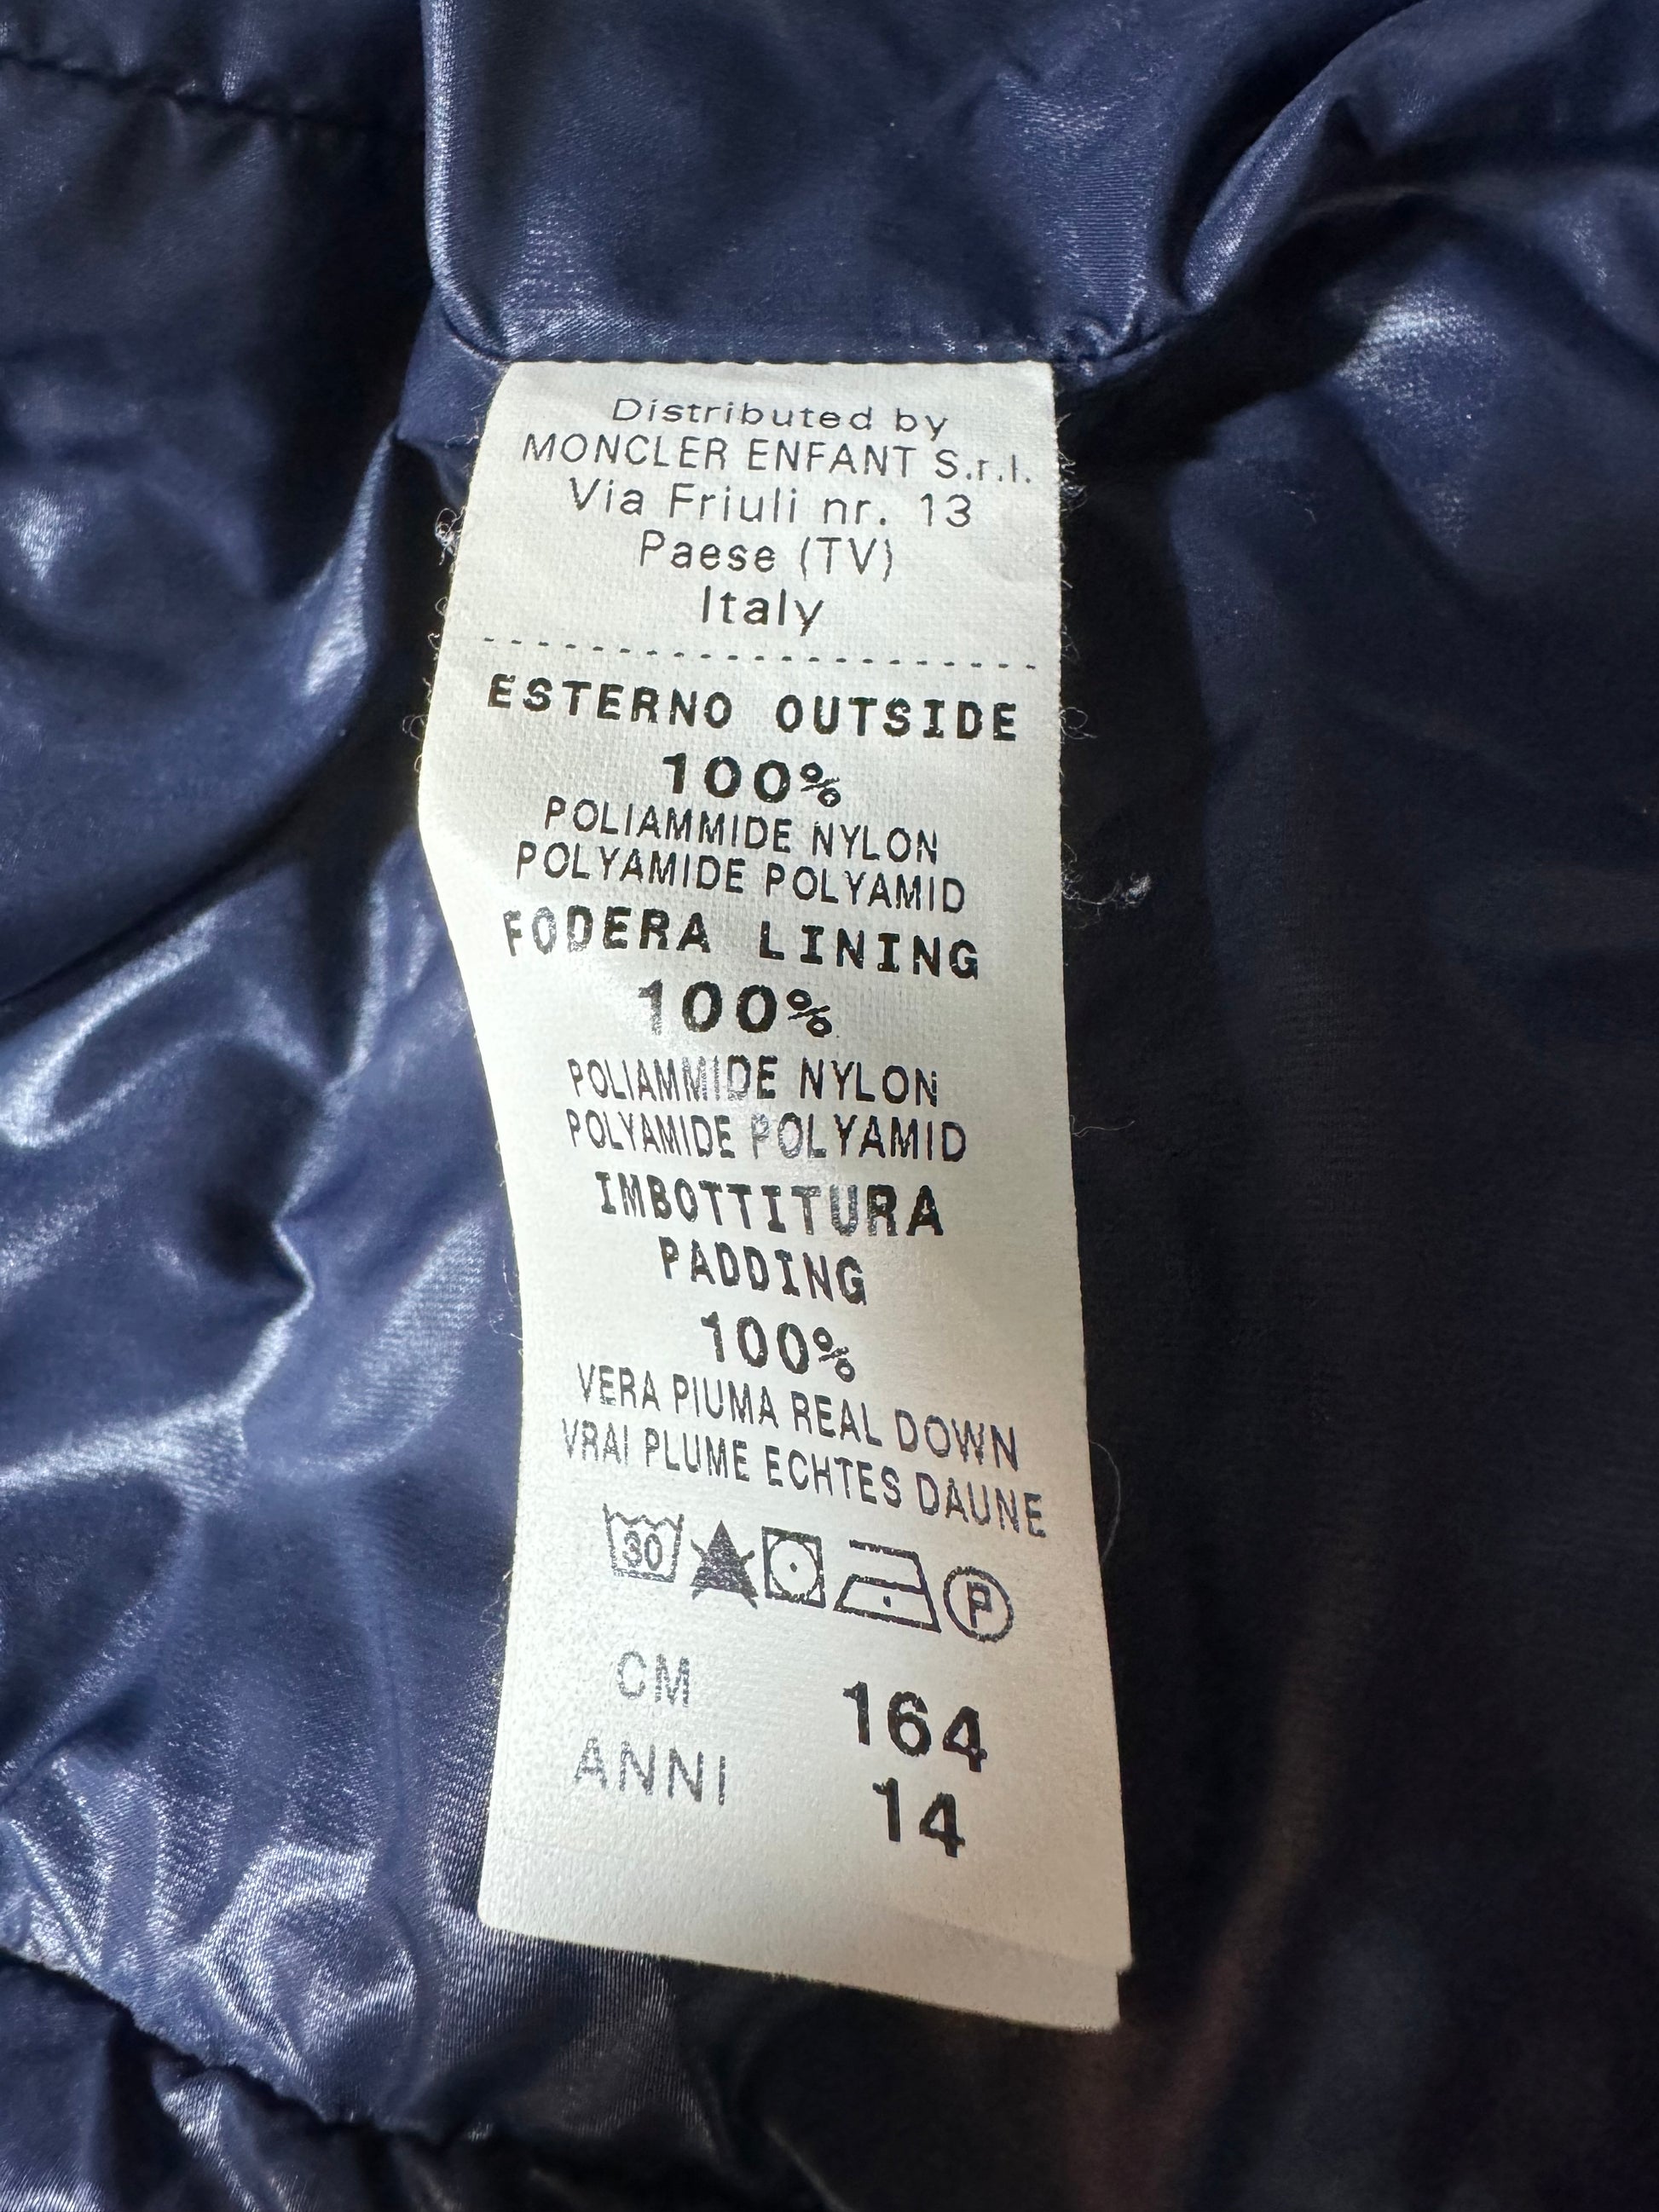 Distributed by
MONCLER ENFANT S.r.l.
Via Friuli nr. 13
Paese (TV)
Italy
ESTERNO OUTSIDE
100%
POLIAMMIDE NYLON
POLYAMIDE POLYAMID
FODERA LINING
100%
POLIAMMIDE NYLON
POLYAMIDE POLYAMID
IMBOTTITURA
PADDING
100%
VERA PIUMA REAL DOWN
VRAI PLUME ECHTES DAUNE
30 P
CM 164
ANNI 14